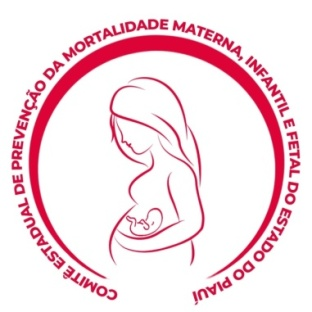 COMITÊ ESTADUAL DE PREVENÇÃO DA MORTALIDADE MATERNA, INFANTIL E FETAL DO ESTADO DO PIAUÍ